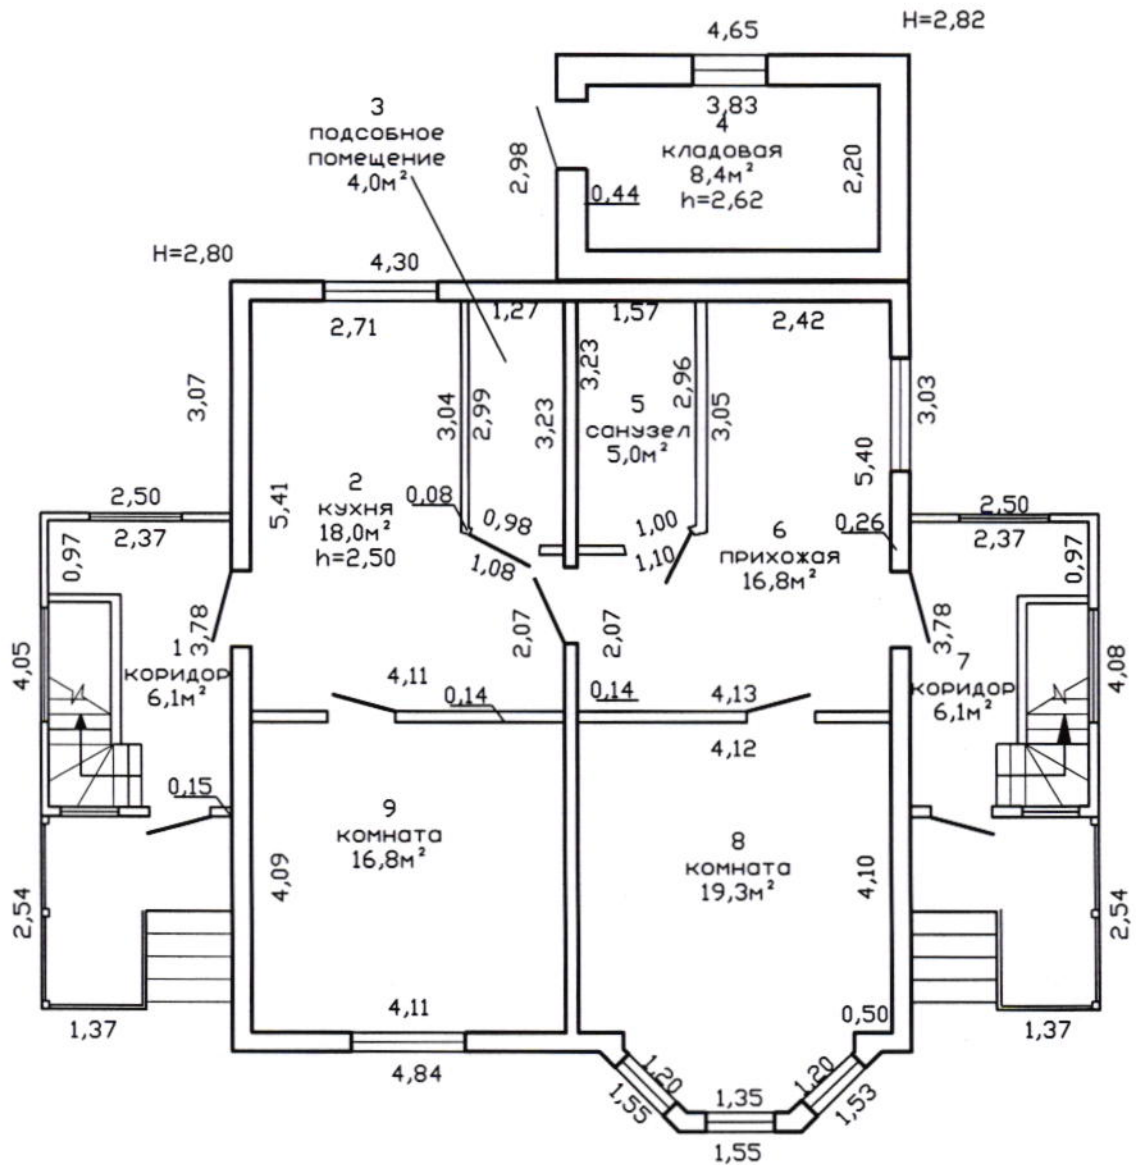 H=2,82
4,65
3,83
4
кладовая
8,4м²
h=2,62
2,98
2,20
0,44
3
подсобное
помещение
4,0м²
H=2,80
4,30
2,71
1,27
1,57
2,42
3,07
3,04
2,99
3,23
3,23
2,96
3,05
3,03
5
санузел
5,0м²
5,41
2
кухня
18,0м²
h=2,50
0,08
0,98
1,08
1,00
1,10
6
прихожая
16,8м²
5,40
0,26
2,50
2,37
0,97
2,50
2,37
0,97
3,78
1
коридор
6,1м²
4,05
2,07
2,07
3,78
7
коридор
6,1м²
4,08
4,11
0,14
0,14
4,13
4,12
0,15
9
комната
16,8м²
4,09
8
комната
19,3м²
4,10
2,54
2,54
1,37
4,11
4,84
0,50
1,37
1,20
1,55
1,35
1,55
1,20
1,53